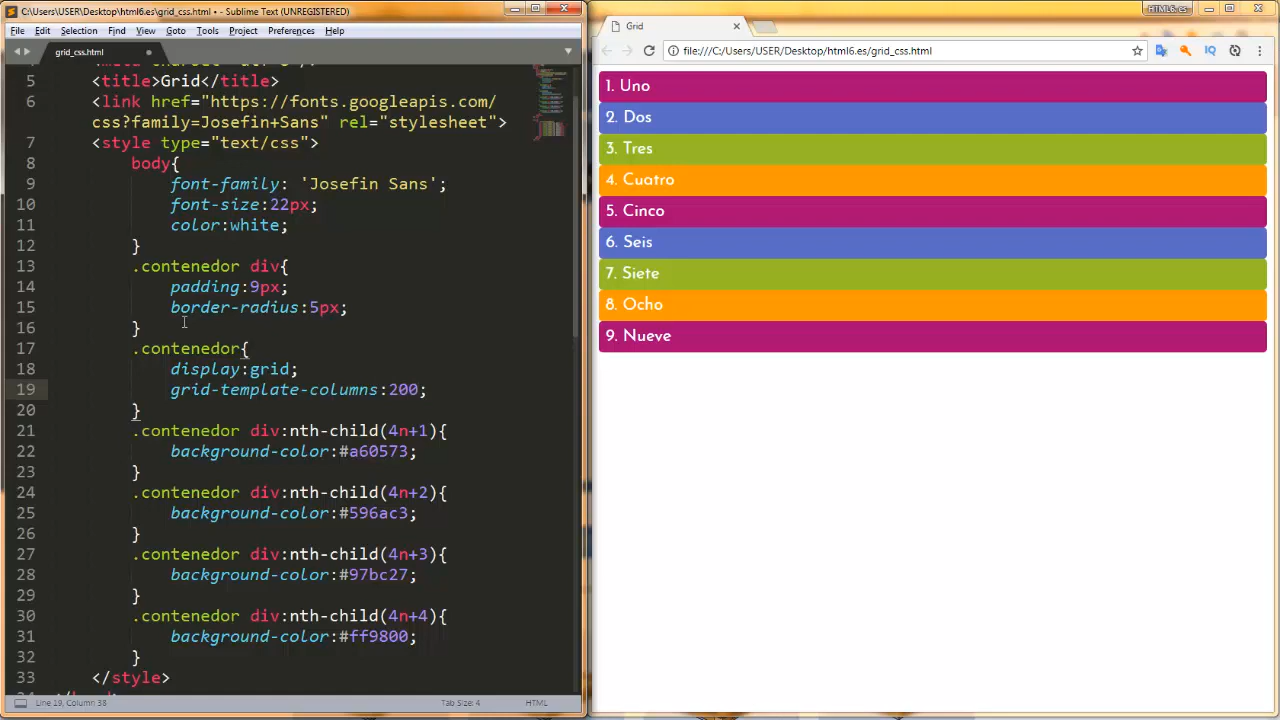 C:\Users\USER\Desktop\html6.es\grid_css.html • - Sublime Text (UNREGISTERED)
File Edit Selection Find View Goto Tools Project Preferences Help
grid_css.html
5 <title>Grid</title>
6 <link href="https://fonts.googleapis.com/
css?family=Josefin+Sans" rel="stylesheet">
7 <style type="text/css">
8 body{
9 font-family: 'Josefin Sans';
10 font-size:22px;
11 color:white;
12 }
13 .contenedor div{
14 padding:9px;
15 border-radius:5px;
16 }
17 .contenedor{
18 display:grid;
19 grid-template-columns:200;
20 }
21 .contenedor div:nth-child(4n+1){
22 background-color:#a60573;
23 }
24 .contenedor div:nth-child(4n+2){
25 background-color:#596ac3;
26 }
27 .contenedor div:nth-child(4n+3){
28 background-color:#97bc27;
29 }
30 .contenedor div:nth-child(4n+4){
31 background-color:#ff9800;
32 }
33 </style>
Line 19, Column 38 Tab Size: 4 HTML
HTML6.es
Grid
file:///C:/Users/USER/Desktop/html6.es/grid_css.html
IQ
1. Uno
2. Dos
3. Tres
4. Cuatro
5. Cinco
6. Seis
7. Siete
8. Ocho
9. Nueve